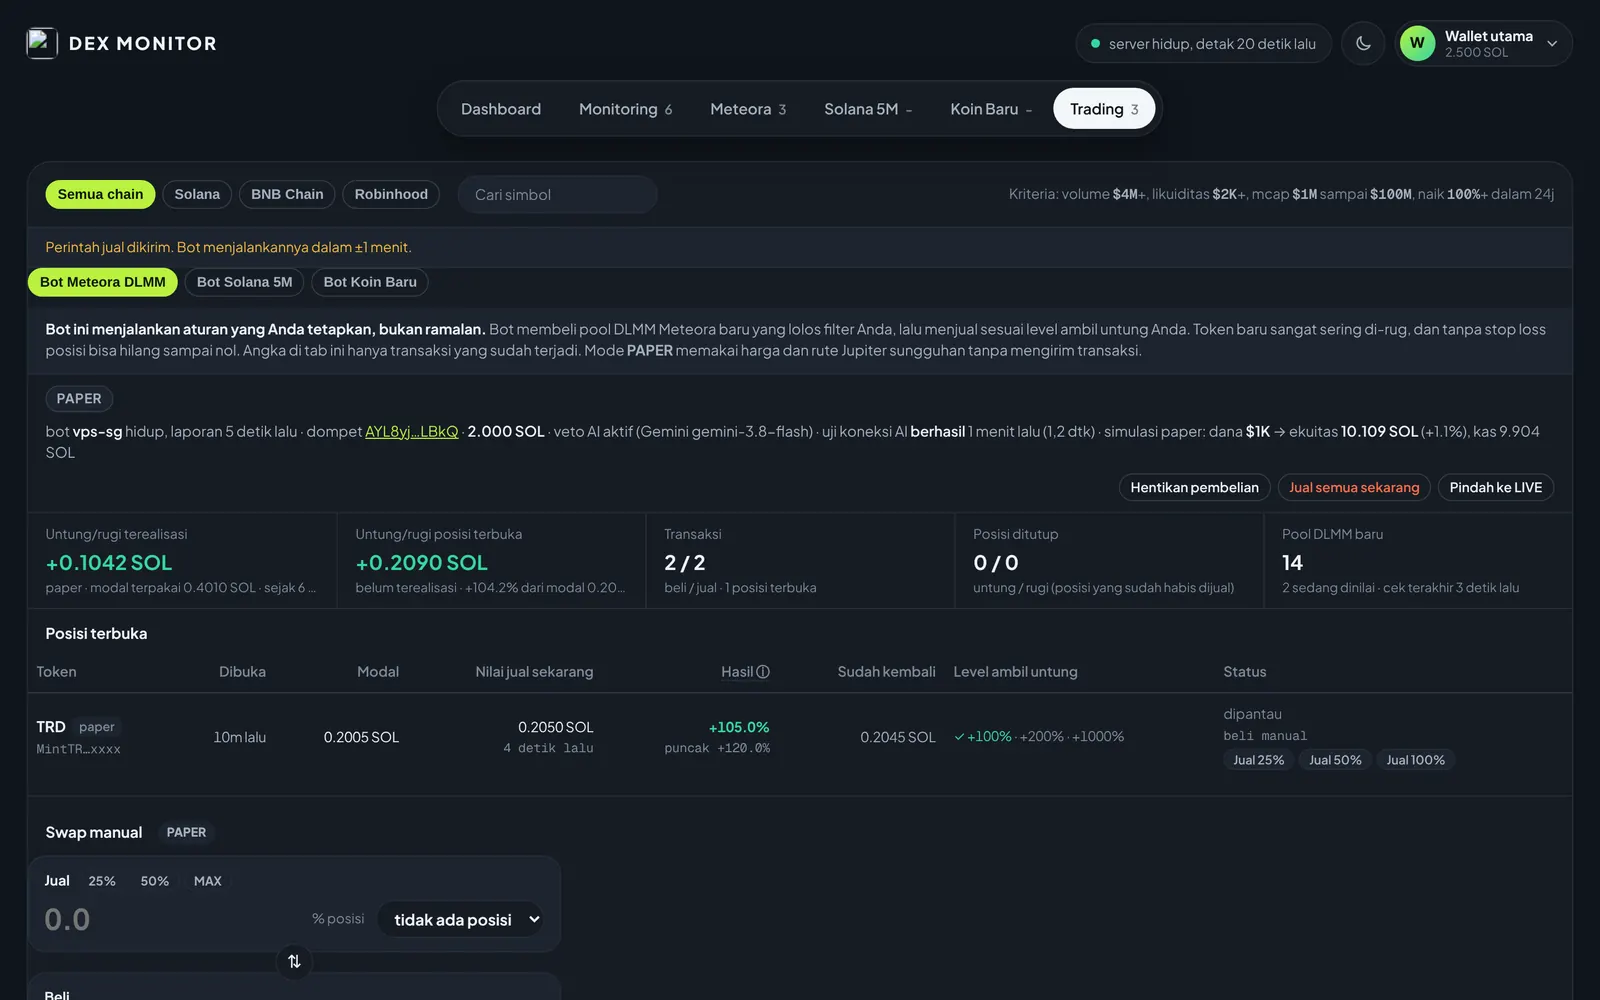 DEX MONITOR
server hidup, detak 20 detik lalu
W
Wallet utama
2.500 SOL
Dashboard Monitoring 6 Meteora 3 Solana 5M - Koin Baru - Trading 3
Semua chain Solana BNB Chain Robinhood Cari simbol Kriteria: volume $4M+, likuiditas $2K+, mcap $1M sampai $100M, naik 100%+ dalam 24j
Perintah jual dikirim. Bot menjalankannya dalam ±1 menit.
Bot Meteora DLMM Bot Solana 5M Bot Koin Baru
Bot ini menjalankan aturan yang Anda tetapkan, bukan ramalan. Bot membeli pool DLMM Meteora baru yang lolos filter Anda, lalu menjual sesuai level ambil untung Anda. Token baru sangat sering di-rug, dan tanpa stop loss
posisi bisa hilang sampai nol. Angka di tab ini hanya transaksi yang sudah terjadi. Mode PAPER memakai harga dan rute Jupiter sungguhan tanpa mengirim transaksi.
PAPER
bot vps-sg hidup, laporan 5 detik lalu · dompet AYL8yj…LBkQ · 2.000 SOL · veto AI aktif (Gemini gemini-3.8-flash) · uji koneksi AI berhasil 1 menit lalu (1,2 dtk) · simulasi paper: dana $1K → ekuitas 10.109 SOL (+1.1%), kas 9.904
SOL
Hentikan pembelian Jual semua sekarang Pindah ke LIVE
Untung/rugi terealisasi Untung/rugi posisi terbuka Transaksi Posisi ditutup Pool DLMM baru
+0.1042 SOL +0.2090 SOL 2 / 2 0 / 0 14
paper · modal terpakai 0.4010 SOL · sejak 6 … belum terealisasi · +104.2% dari modal 0.20… beli / jual · 1 posisi terbuka untung / rugi (posisi yang sudah habis dijual) 2 sedang dinilai · cek terakhir 3 detik lalu
Posisi terbuka
Token Dibuka Modal Nilai jual sekarang Hasil ⓘ Sudah kembali Level ambil untung Status
TRD paper 10m lalu 0.2005 SOL 0.2050 SOL +105.0% 0.2045 SOL ✓ +100% · +200% · +1000% dipantau
MintTR…xxxx 4 detik lalu puncak +120.0% beli manual
Jual 25% Jual 50% Jual 100%
Swap manual PAPER
Jual 25% 50% MAX
0.0 % posisi tidak ada posisi
⇅
Beli